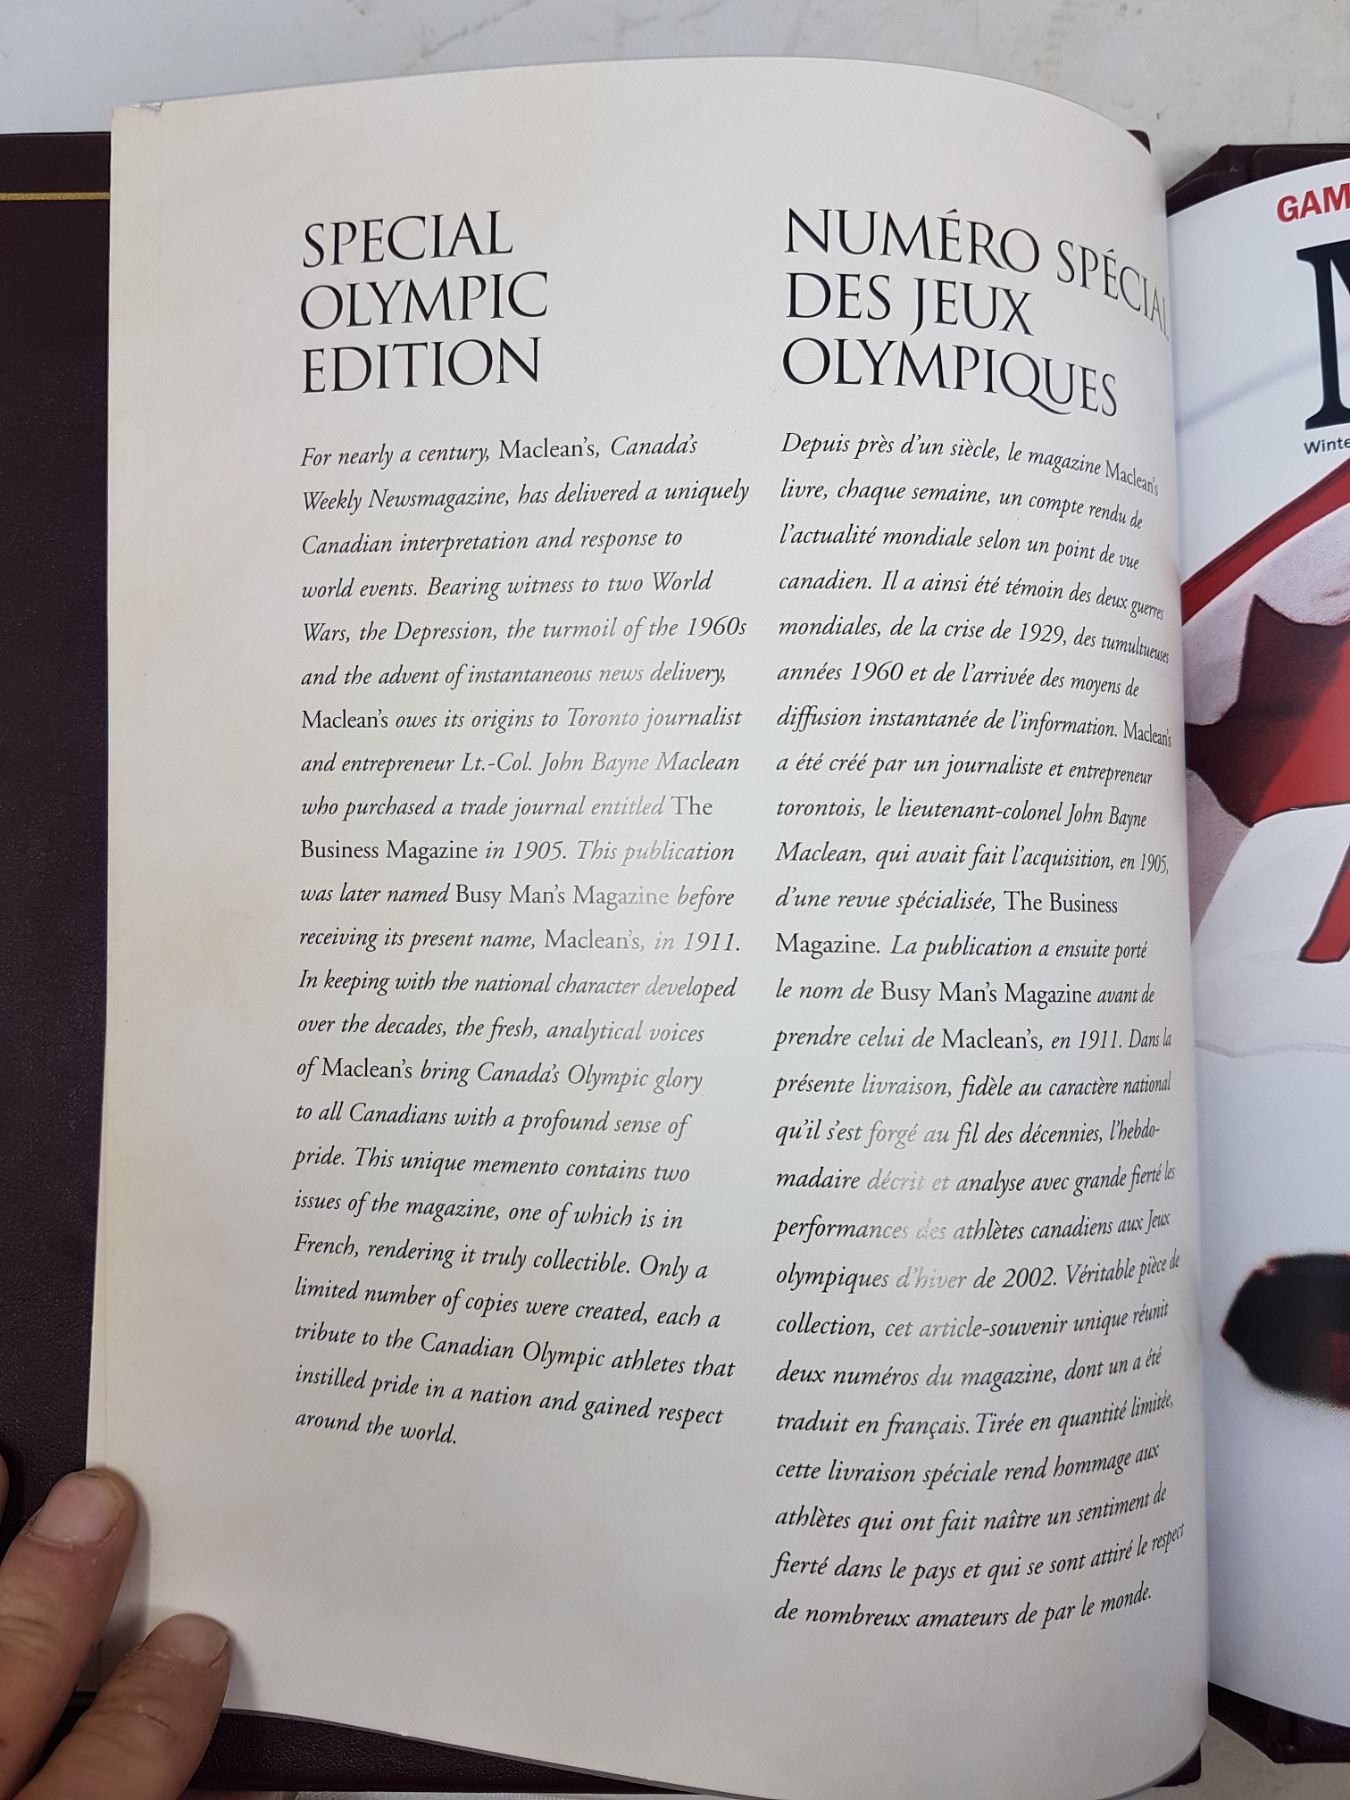 SPECIAL
OLYMPIC
EDITION
For nearly a century, Maclean's, Canada's
Weekly Newsmagazine, has delivered a uniquely
Canadian interpretation and response to
world events. Bearing witness to two World
Wars, the Depression, the turmoil of the 1960s
and the advent of instantaneous news delivery,
Maclean's owes its origins to Toronto journalist
and entrepreneur Lt.-Col. John Bayne Maclean
who purchased a trade journal entitled The
Business Magazine in 1905. This publication
was later named Busy Man's Magazine before
receiving its present name, Maclean's, in 1911.
In keeping with the national character developed
over the decades, the fresh, analytical voices
of Maclean's bring Canada's Olympic glory
to all Canadians with a profound sense of
pride. This unique memento contains two
issues of the magazine, one of which is in
French, rendering it truly collectible. Only a
limited number of copies were created, each a
tribute to the Canadian Olympic athletes that
instilled pride in a nation and gained respect
around the world.
NUMÉRO SPÉCIAL
DES JEUX
OLYMPIQUES
Depuis près d'un siècle, le magazine Maclean's
livre, chaque semaine, un compte rendu de
l'actualité mondiale selon un point de vue
canadien. Il a ainsi été témoin des deux guerres
mondiales, de la crise de 1929, des tumultueuses
années 1960 et de l'arrivée des moyens de
diffusion instantanée de l'information. Maclean's
a été créé par un journaliste et entrepreneur
torontois, le lieutenant-colonel John Bayne
Maclean, qui avait fait l'acquisition, en 1905,
d'une revue spécialisée, The Business
Magazine. La publication a ensuite porté
le nom de Busy Man's Magazine avant de
prendre celui de Maclean's, en 1911. Dans la
présente livraison, fidèle au caractère national
qu'il s'est forgé au fil des décennies, l'hebdo-
madaire décrit et analyse avec grande fierté les
performances des athlètes canadiens aux Jeux
olympiques d'hiver de 2002. Véritable pièce de
collection, cet article-souvenir unique réunit
deux numéros du magazine, dont un a été
traduit en français. Tirée en quantité limitée,
cette livraison spéciale rend hommage aux
athlètes qui ont fait naître un sentiment de
fierté dans le pays et qui se sont attiré le respect
de nombreux amateurs de par le monde.
GAM
M
Winte